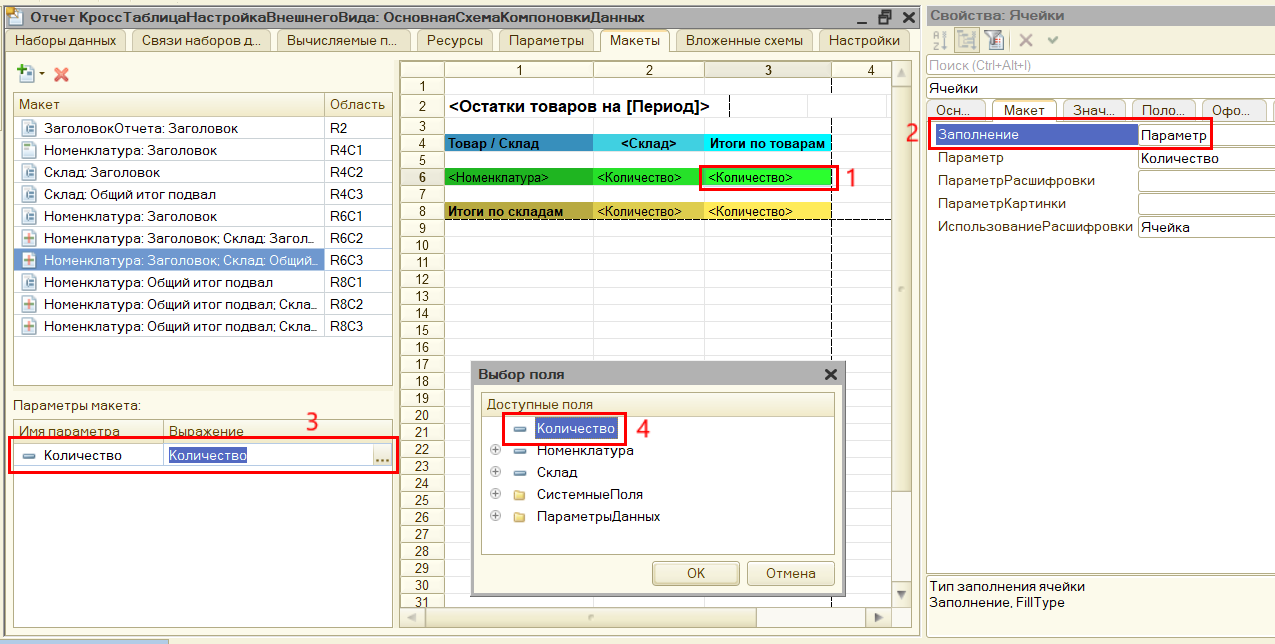 Отчет КроссТаблицаНастройкаВнешнегоВида: ОсновнаяСхемаКомпоновкиДанных
Наборы данных Связи наборов д... Вычисляемые п... Ресурсы Параметры Макеты Вложенные схемы Настройки
Макет Область
ЗаголовокОтчета: Заголовок R2
Номенклатура: Заголовок R4C1
Склад: Заголовок R4C2
Склад: Общий итог подвал R4C3
Номенклатура: Заголовок R6C1
Номенклатура: Заголовок; Склад: Загол... R6C2
Номенклатура: Заголовок; Склад: Общий... R6C3
Номенклатура: Общий итог подвал R8C1
Номенклатура: Общий итог подвал; Скла... R8C2
Номенклатура: Общий итог подвал; Скла... R8C3
Параметры макета:
3
Имя параметра Выражение
Количество Количество ...
1 2 3 4
1
2 <Остатки товаров на [Период]>
3
4 Товар / Склад <Склад> Итоги по товарам
5
6 <Номенклатура> <Количество> <Количество> 1
7
8 Итоги по складам <Количество> <Количество>
9
10
11
12
13
14
15
16
17
18
19
20
21
22
23
24
25
26
27
28
29
30
31
Выбор поля
Доступные поля
Количество 4
Номенклатура
Склад
СистемныеПоля
ПараметрыДанных
OK Отмена
Свойства: Ячейки
Поиск (Ctrl+Alt+I)
Ячейки
Осн... Макет Знач... Поло... Офо...
2 Заполнение Параметр
Параметр Количество
ПараметрРасшифровки
ПараметрКартинки
ИспользованиеРасшифровки Ячейка
Тип заполнения ячейки
Заполнение, FillType